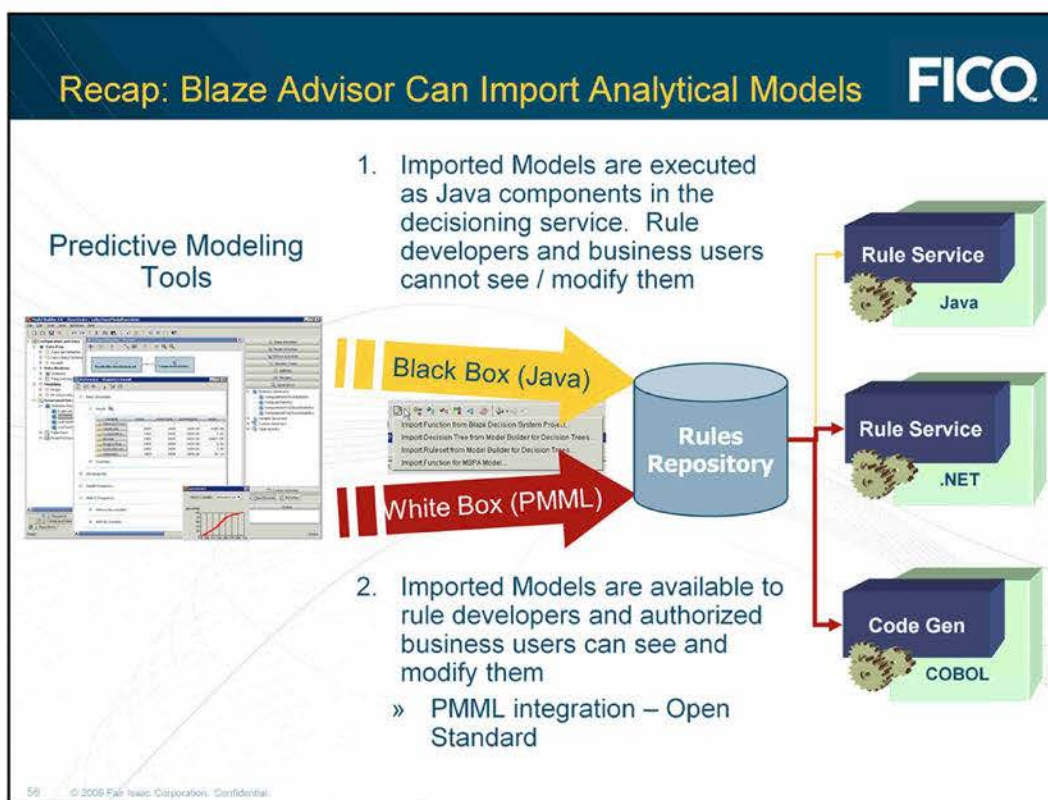 Recap: Blaze Advisor Can Import Analytical Models
FICO
TM
1. Imported Models are executed
as Java components in the
decisioning service. Rule
developers and business users
cannot see / modify them
Predictive Modeling
Tools
Black Box (Java)
Import Function from Blaze Decision System Project...
Import Decision Tree from Model Builder for Decision Trees...
Import Ruleset from Model Builder for Decision Trees...
Import Function for MBPA Model...
White Box (PMML)
Rules
Repository
Rule Service
Java
Rule Service
.NET
Code Gen
COBOL
2. Imported Models are available to
rule developers and authorized
business users can see and
modify them
» PMML integration – Open
Standard
56 © 2009 Fair Isaac Corporation. Confidential.